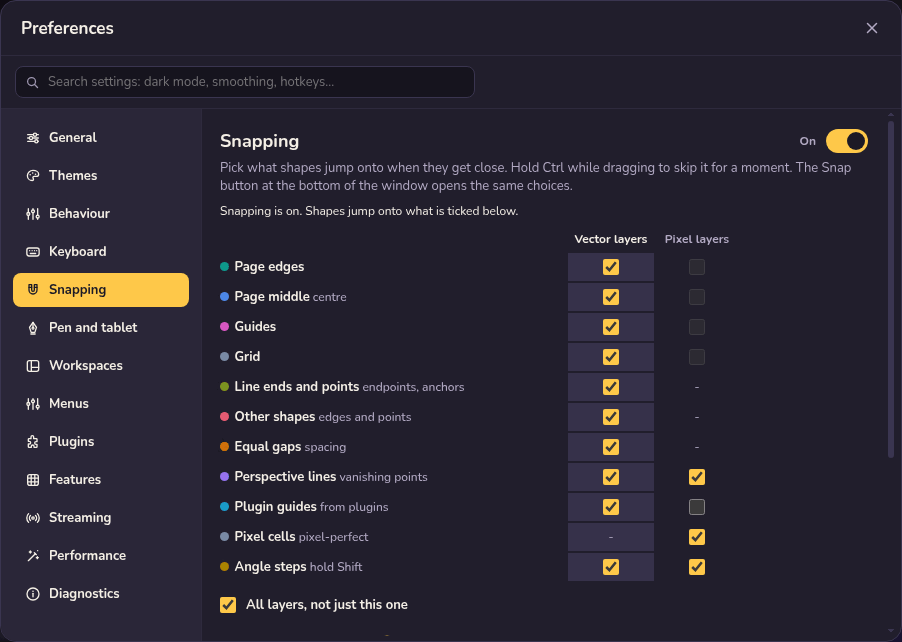 Preferences
Search settings: dark mode, smoothing, hotkeys...
General
Themes
Behaviour
Keyboard
Snapping
Pen and tablet
Workspaces
Menus
Plugins
Features
Streaming
Performance
Diagnostics
Snapping
On
Pick what shapes jump onto when they get close. Hold Ctrl while dragging to skip it for a moment. The Snap
button at the bottom of the window opens the same choices.
Snapping is on. Shapes jump onto what is ticked below.
Vector layers Pixel layers
Page edges
Page middle centre
Guides
Grid
Line ends and points endpoints, anchors -
Other shapes edges and points -
Equal gaps spacing -
Perspective lines vanishing points
Plugin guides from plugins
Pixel cells pixel-perfect -
Angle steps hold Shift
All layers, not just this one